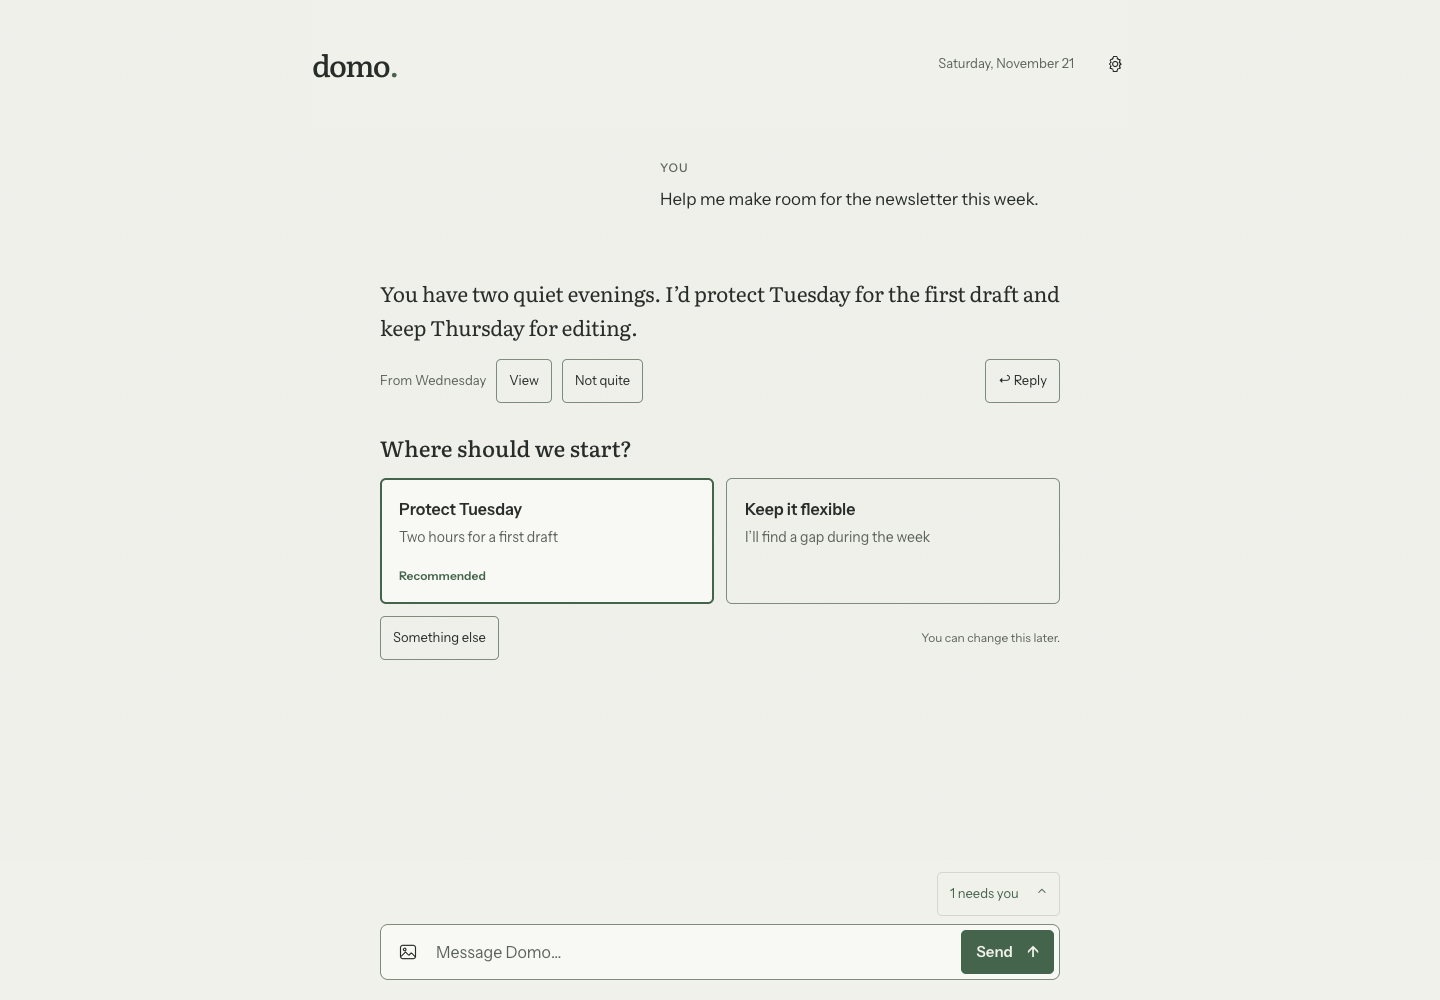 domo.
Saturday, November 21
YOU
Help me make room for the newsletter this week.
You have two quiet evenings. I’d protect Tuesday for the first draft and
keep Thursday for editing.
From Wednesday
View
Not quite
↩ Reply
Where should we start?
Protect Tuesday
Two hours for a first draft
Recommended
Keep it flexible
I’ll find a gap during the week
Something else
You can change this later.
1 needs you
Message Domo…
Send ↑